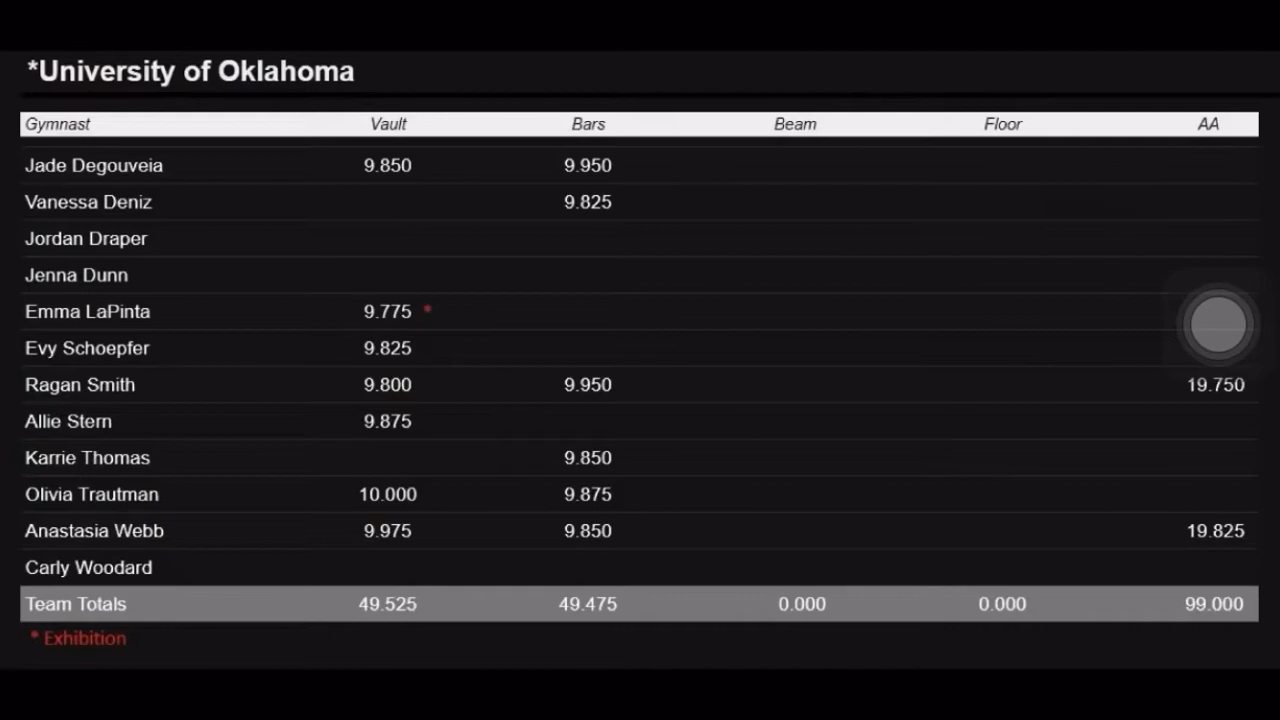 *University of Oklahoma
Gymnast Vault Bars Beam Floor AA
Jade Degouveia 9.850 9.950
Vanessa Deniz 9.825
Jordan Draper
Jenna Dunn
Emma LaPinta 9.775 *
Evy Schoepfer 9.825
Ragan Smith 9.800 9.950 19.750
Allie Stern 9.875
Karrie Thomas 9.850
Olivia Trautman 10.000 9.875
Anastasia Webb 9.975 9.850 19.825
Carly Woodard
Team Totals 49.525 49.475 0.000 0.000 99.000
* Exhibition